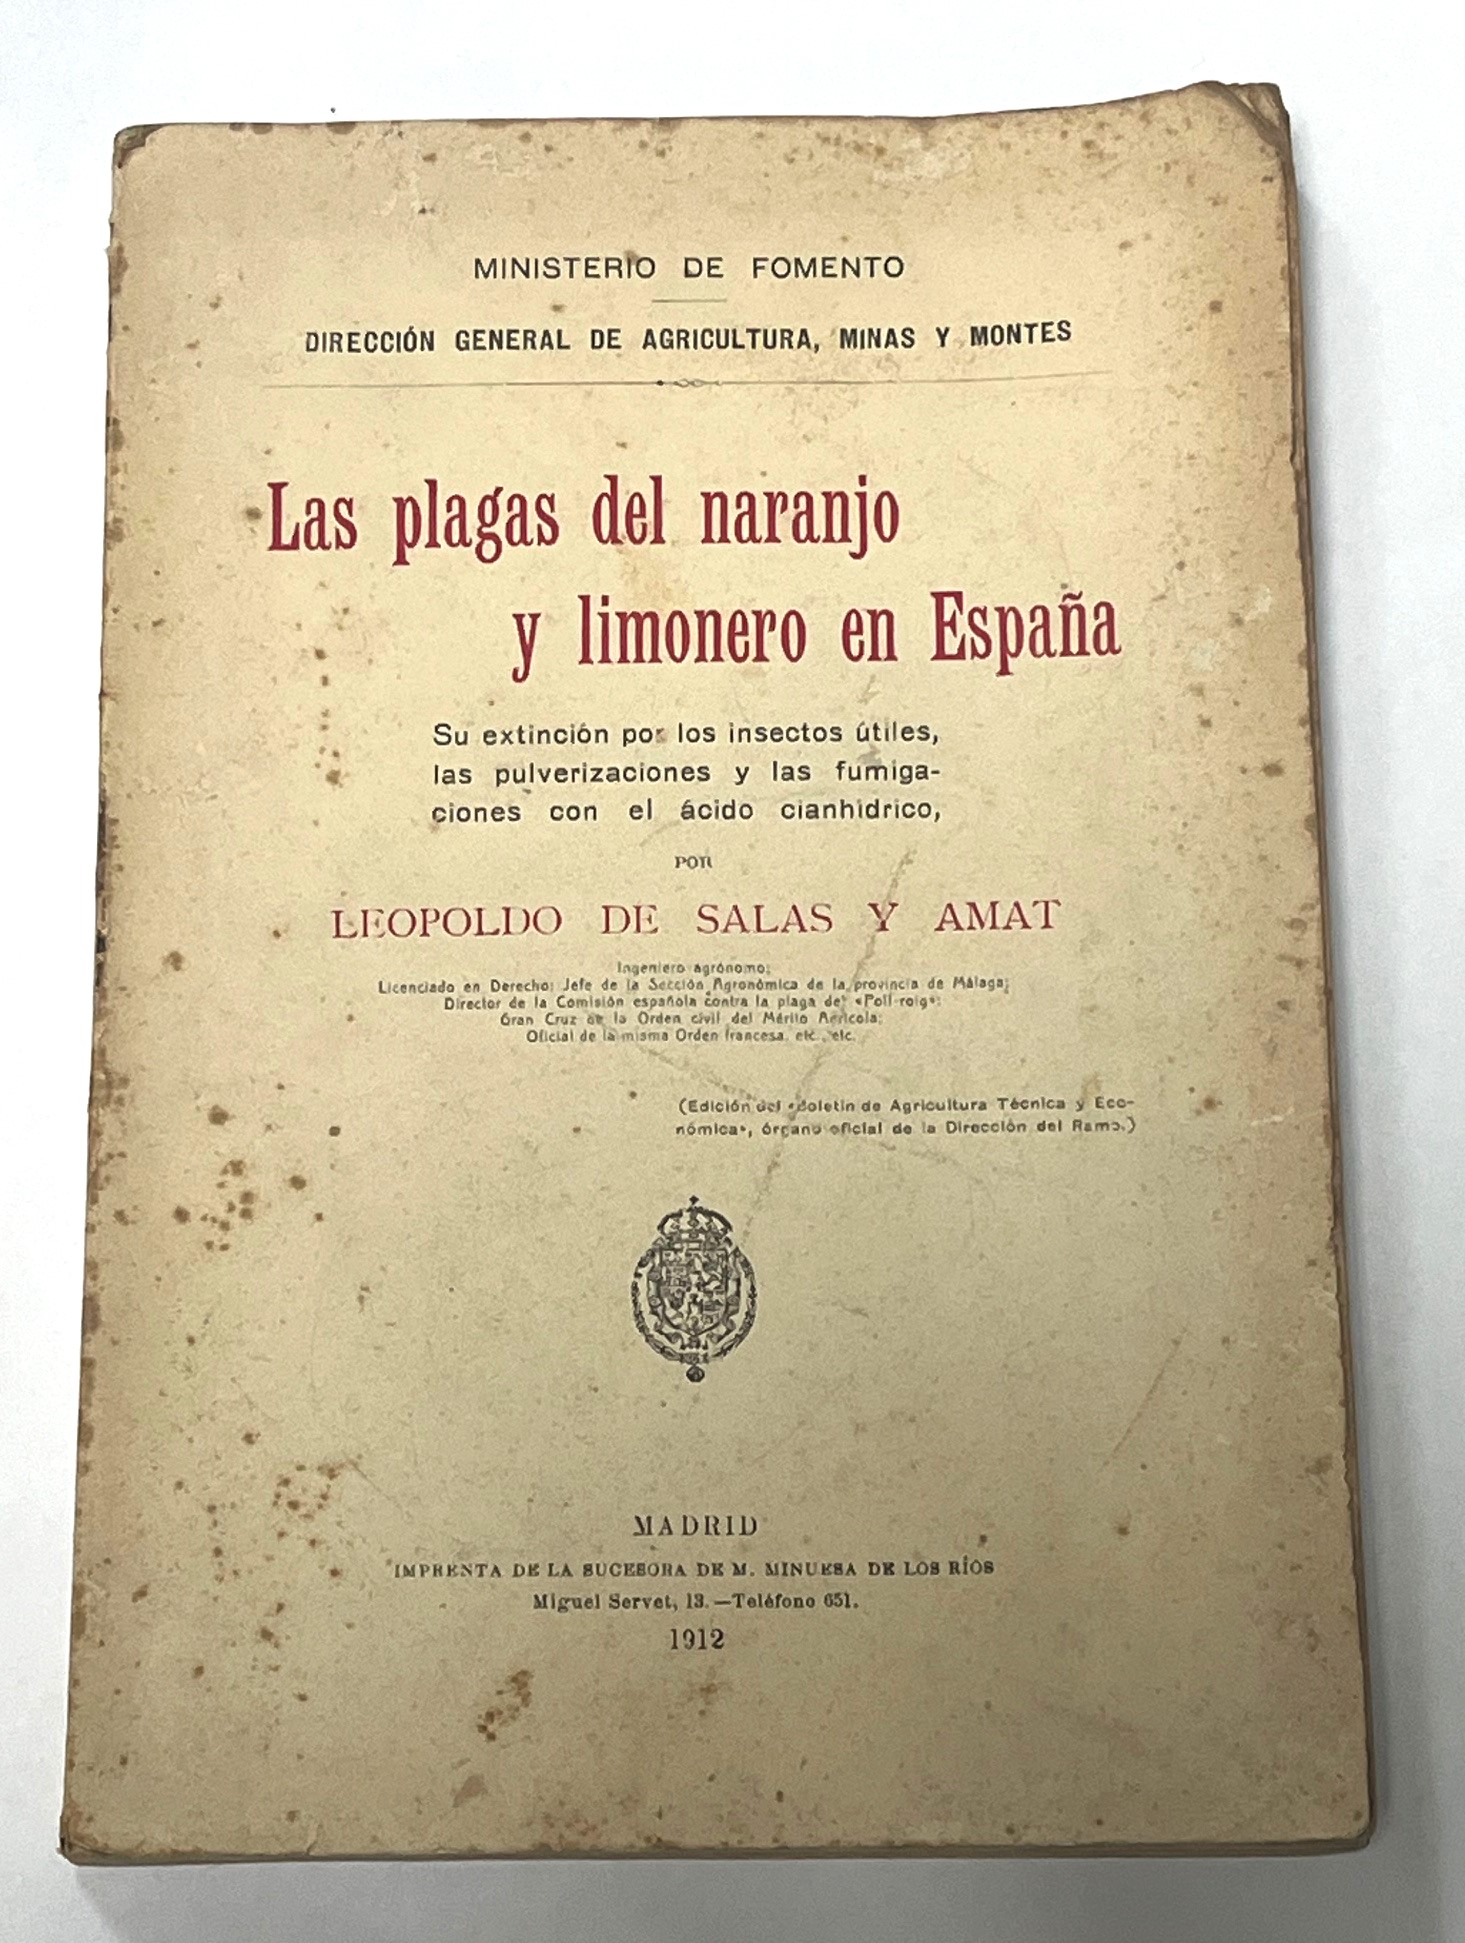 MINISTERIO DE FOMENTO
DIRECCIÓN GENERAL DE AGRICULTURA, MINAS Y MONTES
Las plagas del naranjo
y limonero en España
Su extinción por los insectos útiles,
las pulverizaciones y las fumiga-
ciones con el ácido cianhídrico,
POR
LEOPOLDO DE SALAS Y AMAT
Ingeniero agrónomo;
Licenciado en Derecho; Jefe de la Sección Agronómica de la provincia de Málaga;
Director de la Comisión española contra la plaga del «Poll-roig»;
Gran Cruz de la Orden civil del Mérito Agrícola;
Oficial de la misma Orden francesa, etc., etc.
(Edición del «Boletín de Agricultura Técnica y Eco-
nómica», órgano oficial de la Dirección del Ramo.)
MADRID
IMPRENTA DE LA SUCESORA DE M. MINUESA DE LOS RÍOS
Miguel Servet, 13.—Teléfono 651.
1912